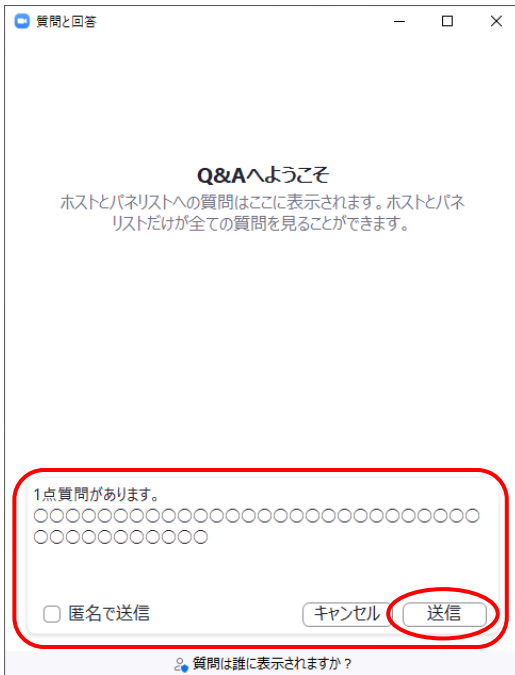 質問と回答
Q&Aへようこそ
ホストとパネリストへの質問はここに表示されます。ホストとパネ
リストだけが全ての質問を見ることができます。
1点質問があります。
〇〇〇〇〇〇〇〇〇〇〇〇〇〇〇〇〇〇〇〇〇〇〇〇〇〇〇〇
〇〇〇〇〇〇〇〇〇〇〇
匿名で送信
キャンセル
送信
質問は誰に表示されますか？